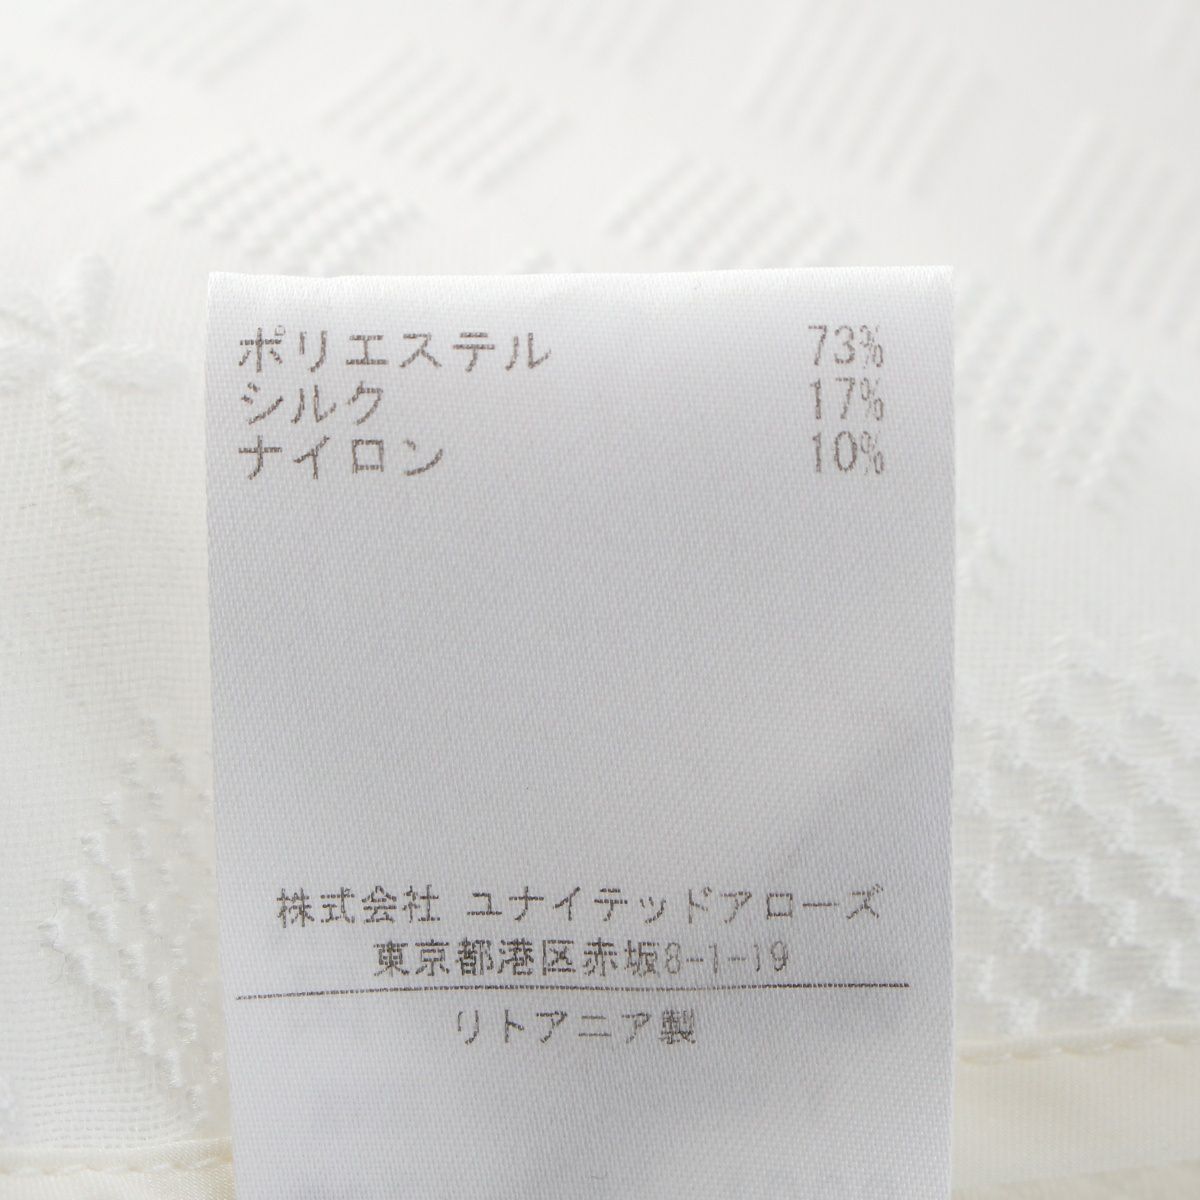 ポリエステル 73%
シルク 17%
ナイロン 10%
株式会社 ユナイテッドアローズ
東京都港区赤坂8-1-19
リトアニア製